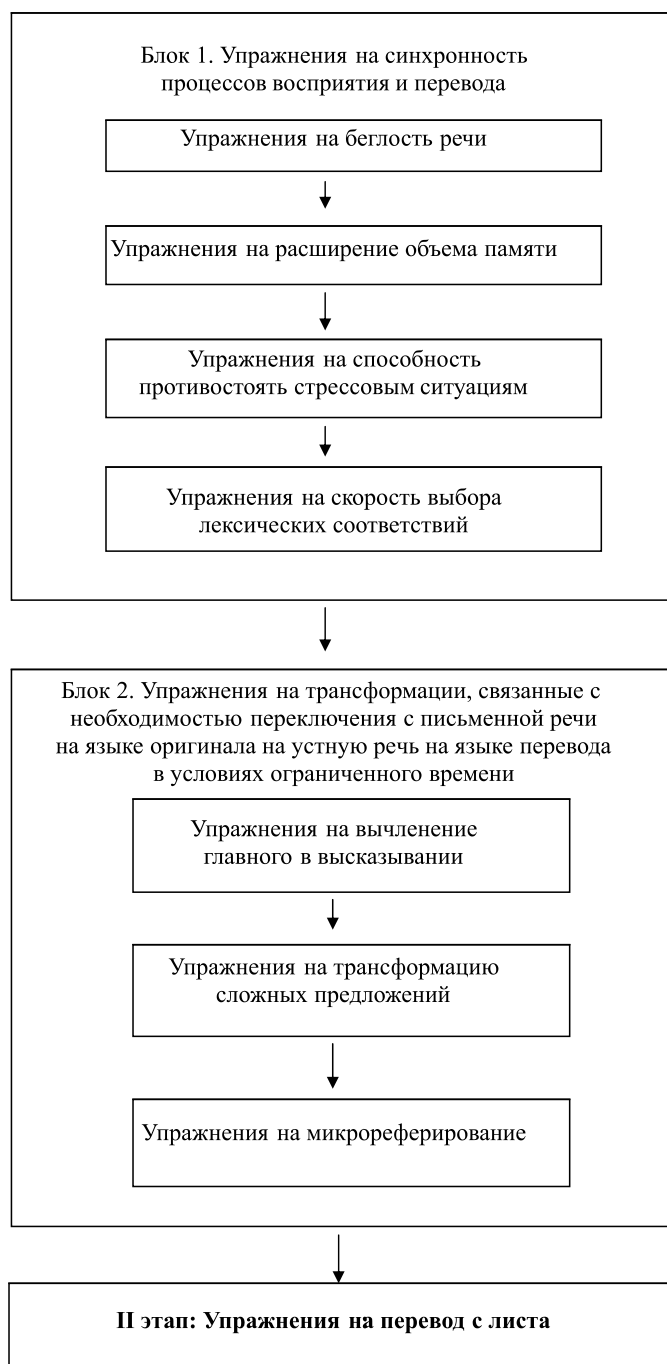 Блок 1. Упражнения на синхронность
процессов восприятия и перевода
Упражнения на беглость речи
Упражнения на расширение объема памяти
Упражнения на способность
противостоять стрессовым ситуациям
Упражнения на скорость выбора
лексических соответствий
Блок 2. Упражнения на трансформации, связанные с
необходимостью переключения с письменной речи
на языке оригинала на устную речь на языке перевода
в условиях ограниченного времени
Упражнения на вычленение
главного в высказывании
Упражнения на трансформацию
сложных предложений
Упражнения на микрореферирование
II этап: Упражнения на перевод с листа